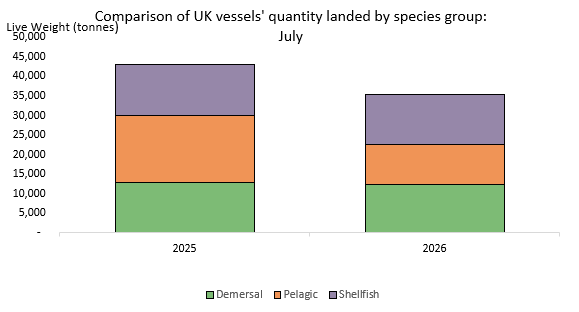 Comparison of UK vessels' quantity landed by species group:
July
Live Weight (tonnes)
50,000
45,000
40,000
35,000
30,000
25,000
20,000
15,000
10,000
5,000
-
2025
2026
Demersal
Pelagic
Shellfish